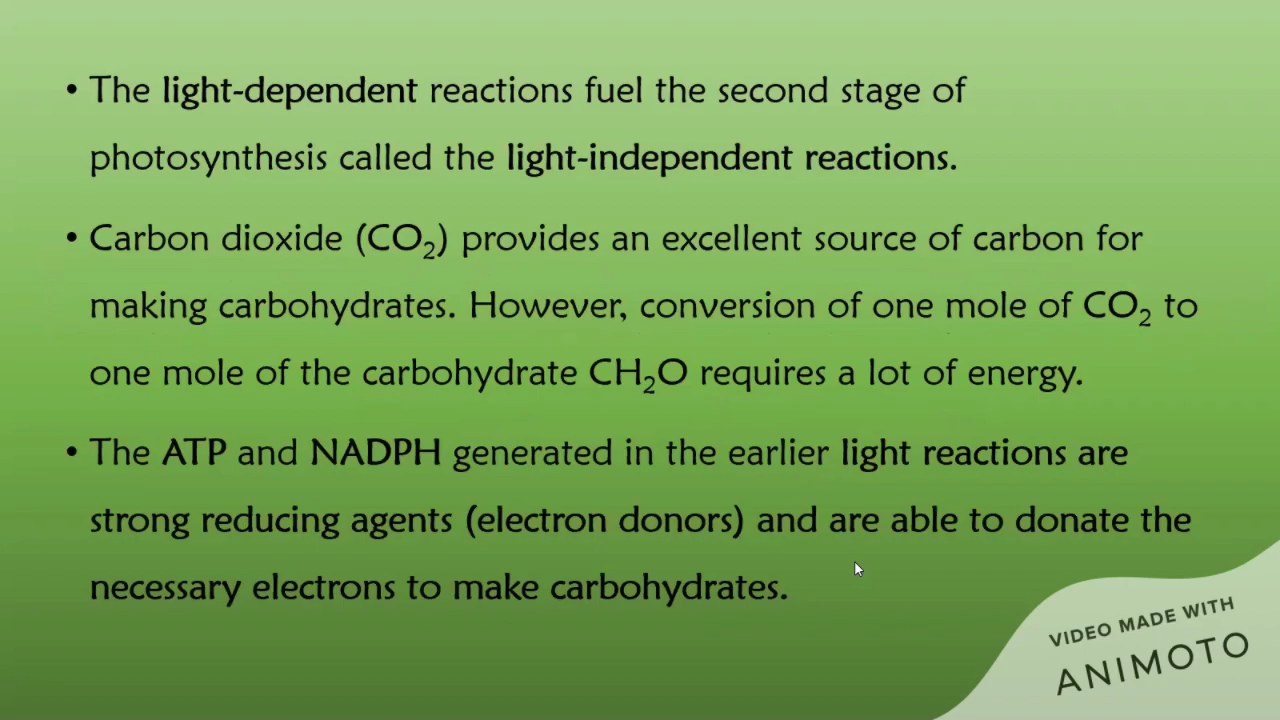 • The light-dependent reactions fuel the second stage of
photosynthesis called the light-independent reactions.
• Carbon dioxide (CO₂) provides an excellent source of carbon for
making carbohydrates. However, conversion of one mole of CO₂ to
one mole of the carbohydrate CH₂O requires a lot of energy.
• The ATP and NADPH generated in the earlier light reactions are
strong reducing agents (electron donors) and are able to donate the
necessary electrons to make carbohydrates.
VIDEO MADE WITH
ANIMOTO